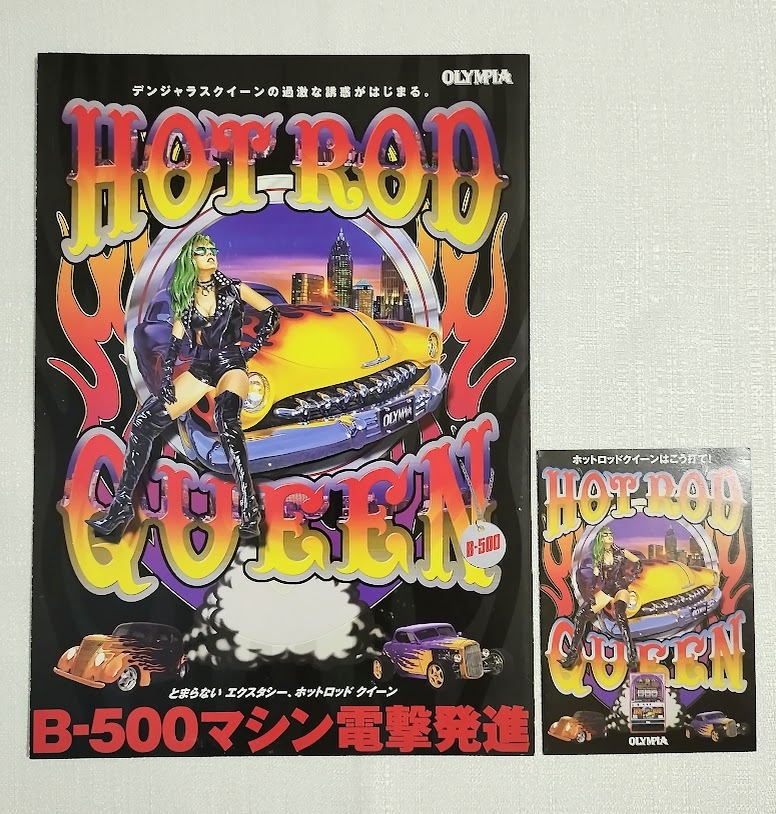 OLYMPIA
デンジャラスクイーンの過激な誘惑がはじまる。
HOT ROD
OLYMPIA
QUEEN
B-500
とまらない エクスタシー、ホットロッド クイーン
B-500マシン電撃発進
ホットロッドクイーンはこう打て!
HOT ROD
QUEEN
OLYMPIA